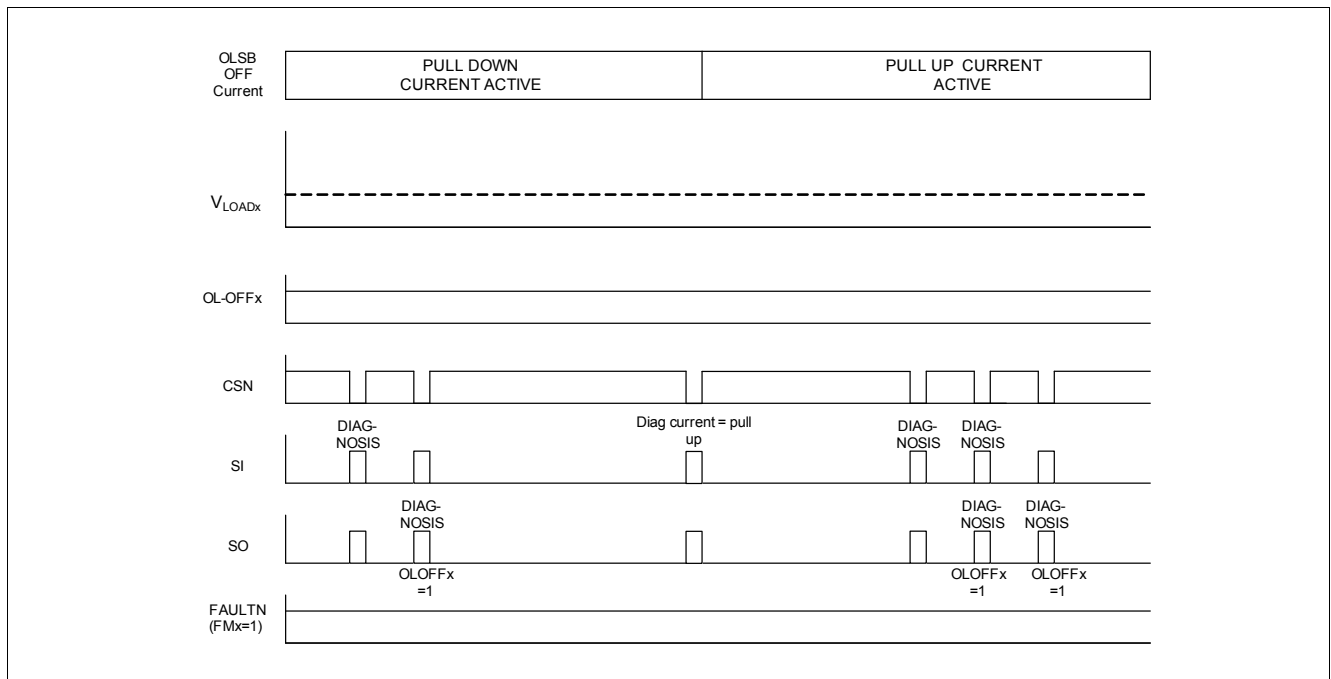 OLSB
OFF
Current
PULL DOWN
CURRENT ACTIVE
PULL UP CURRENT
ACTIVE
VLOADx
OL-OFFx
CSN
DIAG-
NOSIS
Diag current = pull
up
DIAG-
NOSIS
DIAG-
NOSIS
SI
DIAG-
NOSIS
DIAG-
NOSIS
DIAG-
NOSIS
SO
OLOFFx
=1
OLOFFx
=1
OLOFFx
=1
FAULTN
(FMx=1)